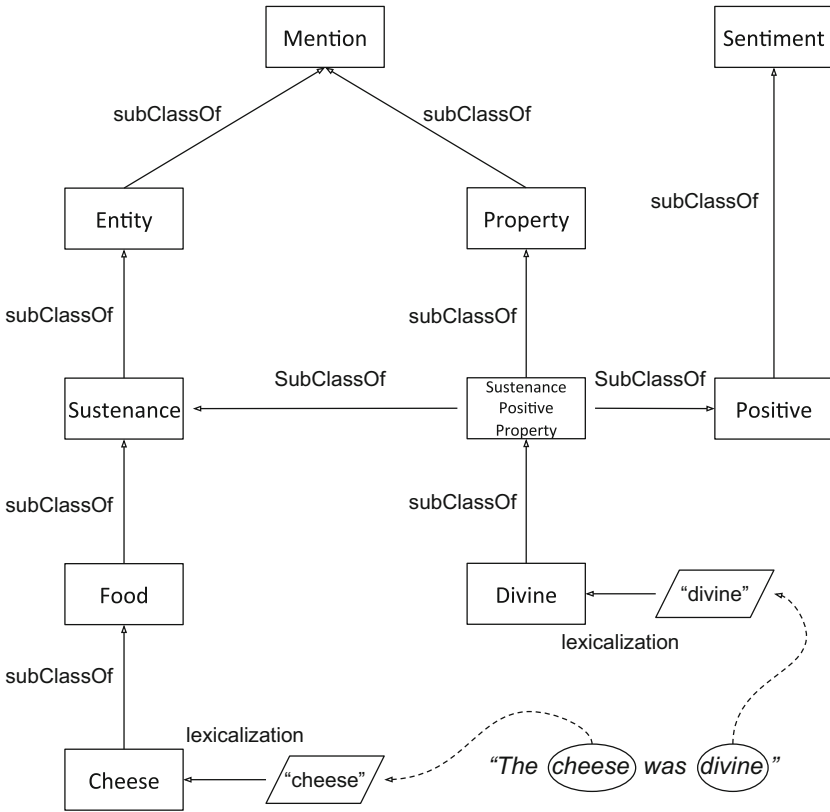 Mention
Sentiment
subClassOf
subClassOf
subClassOf
Entity
Property
subClassOf
subClassOf
SubClassOf
SubClassOf
Sustenance
Sustenance
Positive
Property
Positive
subClassOf
subClassOf
Food
Divine
"divine"
lexicalization
subClassOf
lexicalization
Cheese
"cheese"
"The cheese was divine"